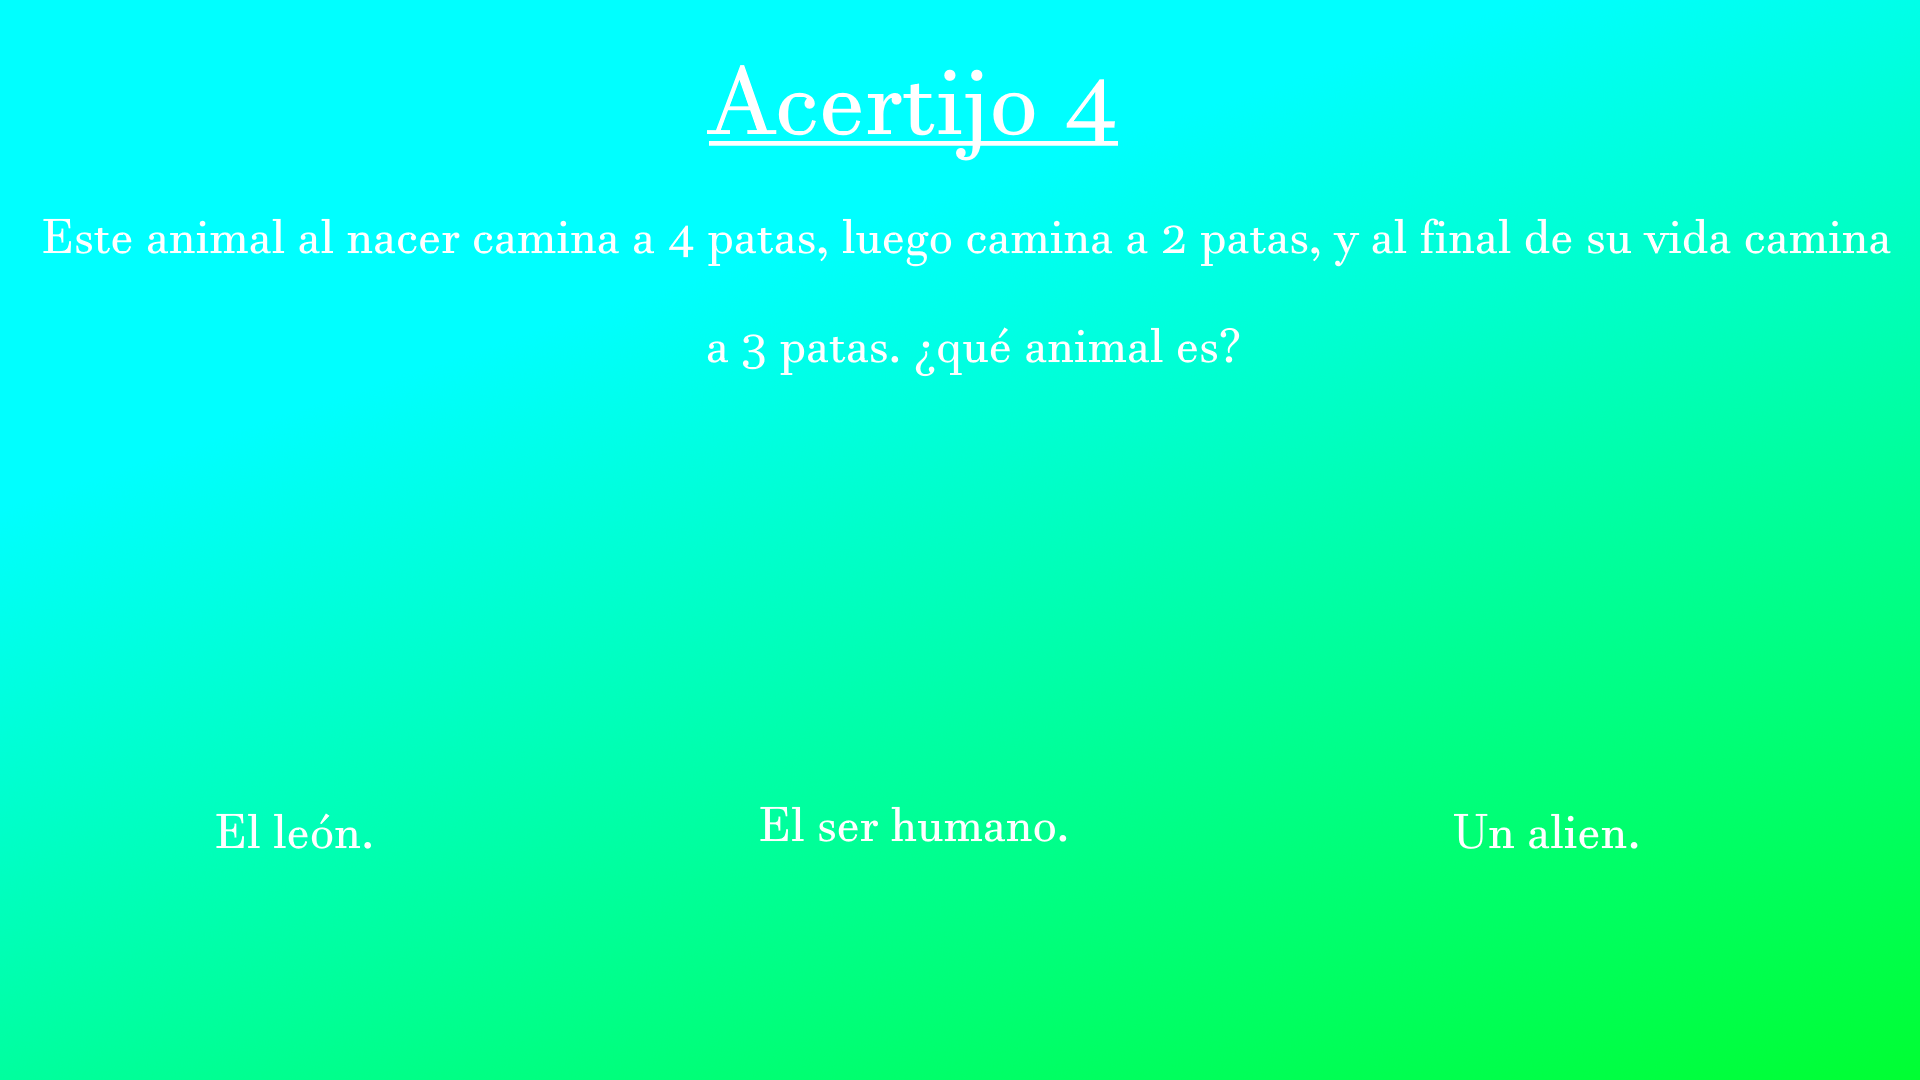 Acertijo 4
Este animal al nacer camina a 4 patas, luego camina a 2 patas, y al final de su vida camina
a 3 patas. ¿qué animal es?
El león.
El ser humano.
Un alien.